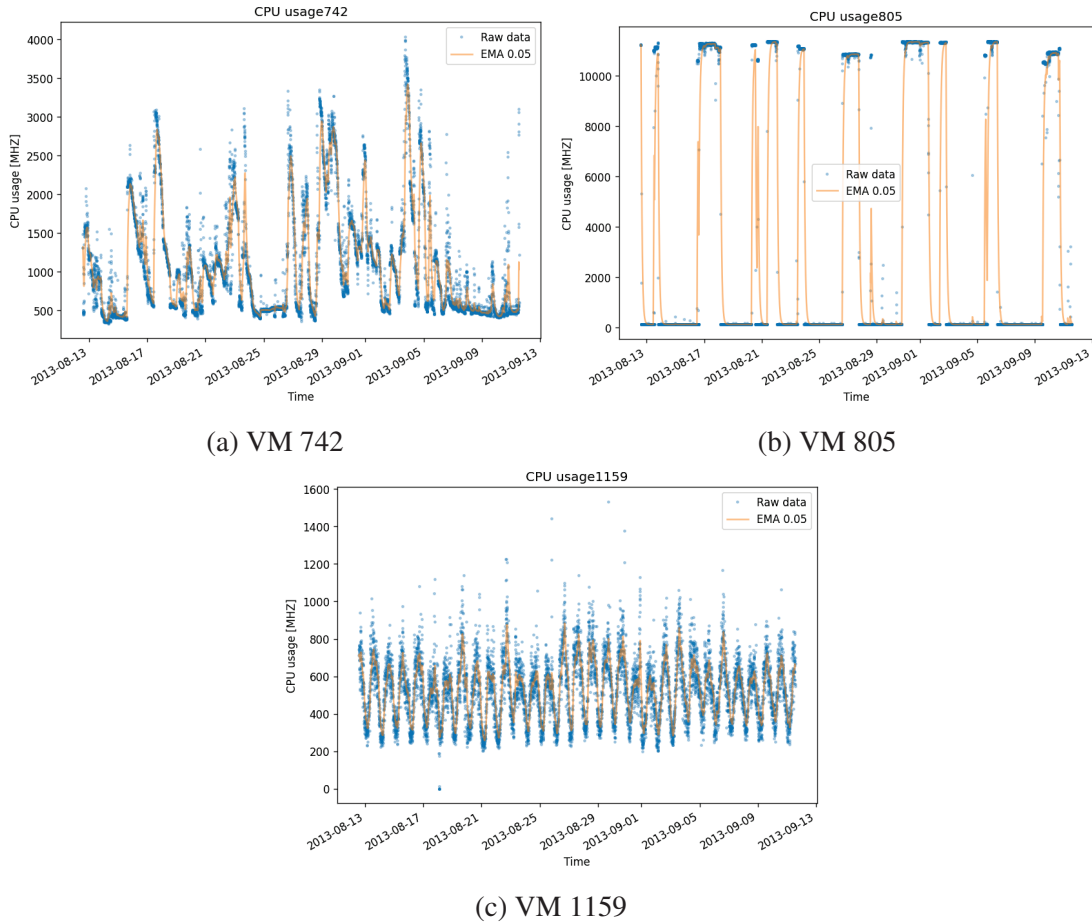 CPU usage742
CPU usage [MHZ]
4000
3500
3000
2500
2000
1500
1000
500
Raw data
EMA 0.05
2013-08-13
2013-08-17
2013-08-21
2013-08-25
2013-08-29
2013-09-01
2013-09-05
2013-09-09
2013-09-13
Time
(a) VM 742
CPU usage805
CPU usage [MHZ]
10000
8000
6000
4000
2000
0
Raw data
EMA 0.05
2013-08-13
2013-08-17
2013-08-21
2013-08-25
2013-08-29
2013-09-01
2013-09-05
2013-09-09
2013-09-13
Time
(b) VM 805
CPU usage1159
CPU usage [MHZ]
1600
1400
1200
1000
800
600
400
200
0
Raw data
EMA 0.05
2013-08-13
2013-08-17
2013-08-21
2013-08-25
2013-08-29
2013-09-01
2013-09-05
2013-09-09
2013-09-13
Time
(c) VM 1159